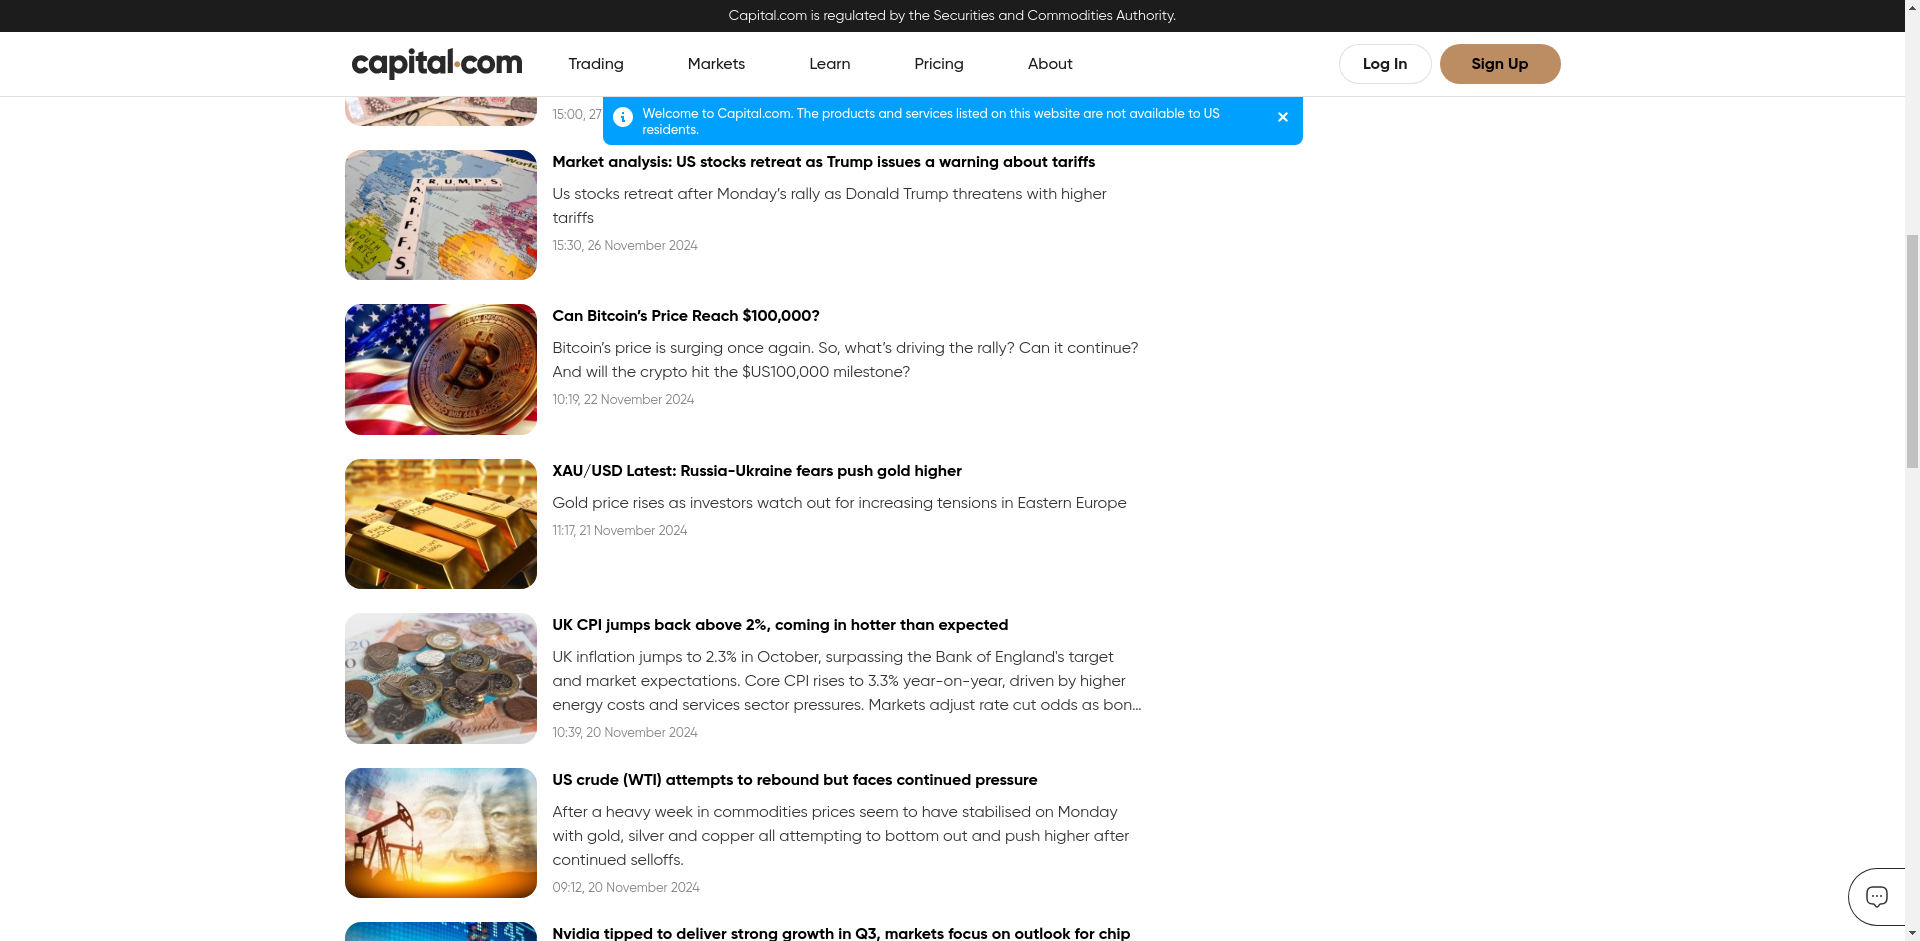 Capital.com is regulated by the Securities and Commodities Authority.
capital.com
Trading
Markets
Learn
Pricing
About
Log In
Sign Up
15:00, 27
Welcome to Capital.com. The products and services listed on this website are not available to US
residents.
Market analysis: US stocks retreat as Trump issues a warning about tariffs
Us stocks retreat after Monday’s rally as Donald Trump threatens with higher
tariffs
15:30, 26 November 2024
TRUMPS
TARIFFS
SOUTH
AMERICA
AFRICA
Can Bitcoin’s Price Reach $100,000?
Bitcoin’s price is surging once again. So, what’s driving the rally? Can it continue?
And will the crypto hit the $US100,000 milestone?
10:19, 22 November 2024
XAU/USD Latest: Russia-Ukraine fears push gold higher
Gold price rises as investors watch out for increasing tensions in Eastern Europe
11:17, 21 November 2024
UK CPI jumps back above 2%, coming in hotter than expected
UK inflation jumps to 2.3% in October, surpassing the Bank of England's target
and market expectations. Core CPI rises to 3.3% year-on-year, driven by higher
energy costs and services sector pressures. Markets adjust rate cut odds as bon...
10:39, 20 November 2024
US crude (WTI) attempts to rebound but faces continued pressure
After a heavy week in commodities prices seem to have stabilised on Monday
with gold, silver and copper all attempting to bottom out and push higher after
continued selloffs.
09:12, 20 November 2024
Nvidia tipped to deliver strong growth in Q3, markets focus on outlook for chip